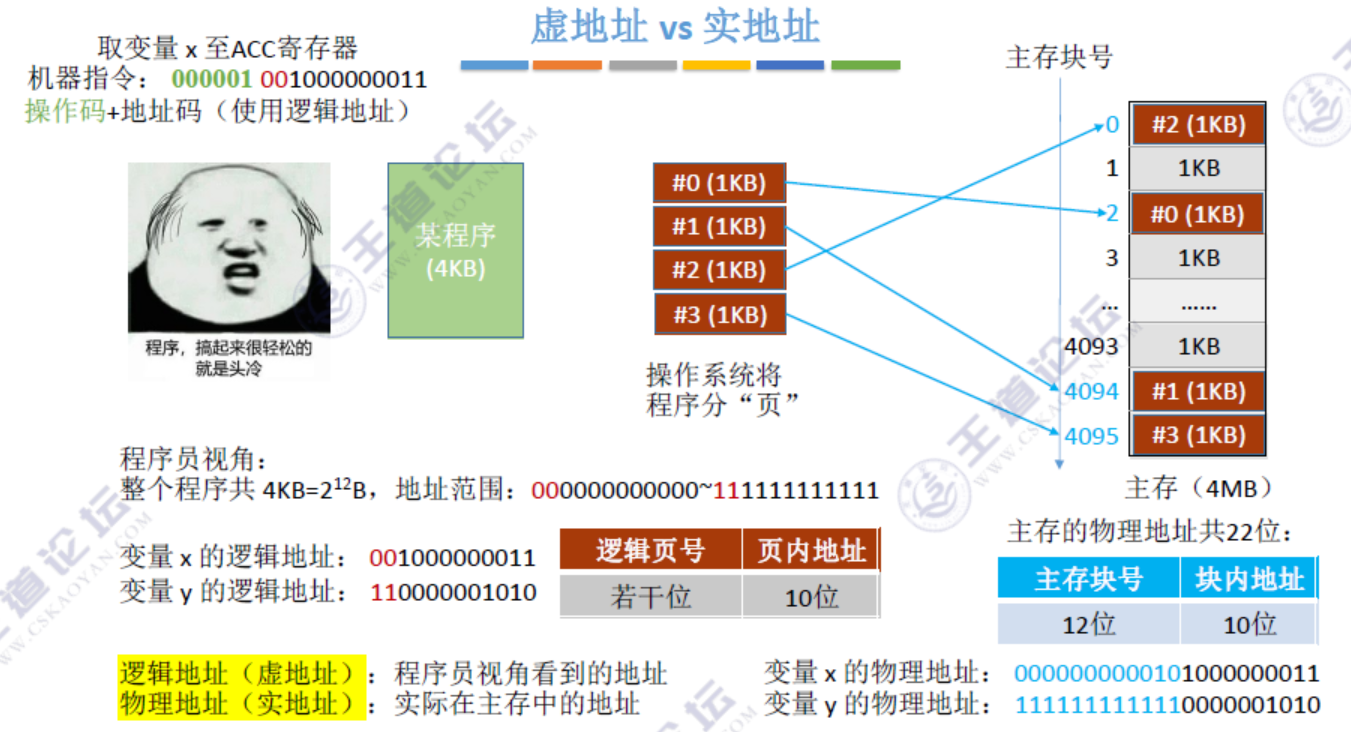 虚地址 vs 实地址
取变量 x 至ACC寄存器
机器指令： 000001 001000000011
操作码+地址码（使用逻辑地址）
程序，搞起来很轻松的
就是头冷
某程序
(4KB)
#0 (1KB)
#1 (1KB)
#2 (1KB)
#3 (1KB)
操作系统将
程序分“页”
主存块号
0 #2 (1KB)
1 1KB
2 #0 (1KB)
3 1KB
... ......
4093 1KB
4094 #1 (1KB)
4095 #3 (1KB)
主存（4MB）
程序员视角：
整个程序共 4KB=2¹²B，地址范围：000000000000~111111111111
变量 x 的逻辑地址： 001000000011
变量 y 的逻辑地址： 110000001010
逻辑页号 页内地址
若干位 10位
主存的物理地址共22位：
主存块号 块内地址
12位 10位
逻辑地址（虚地址）：程序员视角看到的地址
物理地址（实地址）：实际在主存中的地址
变量 x 的物理地址： 0000000000101000000011
变量 y 的物理地址： 1111111111110000001010
王道论坛
WWW.CSKAOYAN.COM